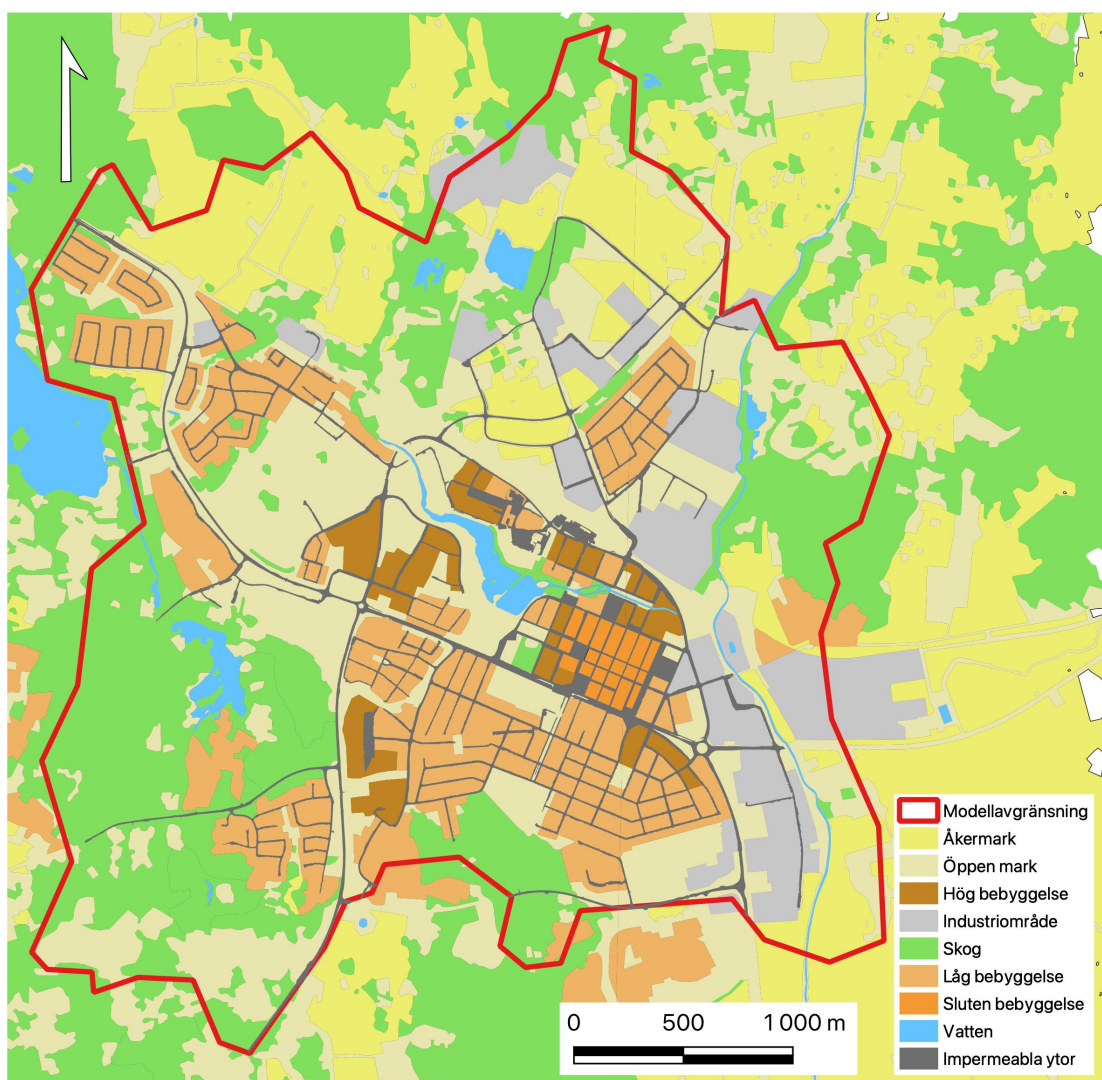 Modellavgränsning
Åkermark
Öppen mark
Hög bebyggelse
Industriområde
Skog
Låg bebyggelse
Sluten bebyggelse
Vatten
Impermeabla ytor
0 500 1 000 m